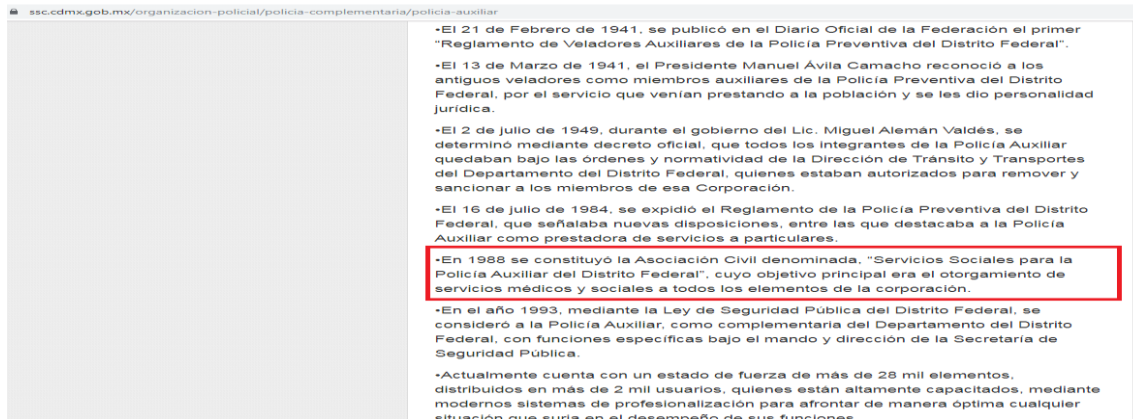 ssc.cdmx.gob.mx/organizacion-policial/policia-complementaria/policia-auxiliar
•El 21 de Febrero de 1941, se publicó en el Diario Oficial de la Federación el primer
"Reglamento de Veladores Auxiliares de la Policía Preventiva del Distrito Federal".
•El 13 de Marzo de 1941, el Presidente Manuel Ávila Camacho reconoció a los
antiguos veladores como miembros auxiliares de la Policía Preventiva del Distrito
Federal, por el servicio que venían prestando a la población y se les dio personalidad
jurídica.
•El 2 de julio de 1949, durante el gobierno del Lic. Miguel Alemán Valdés, se
determinó mediante decreto oficial, que todos los integrantes de la Policía Auxiliar
quedaban bajo las órdenes y normatividad de la Dirección de Tránsito y Transportes
del Departamento del Distrito Federal, quienes estaban autorizados para remover y
sancionar a los miembros de esa Corporación.
•El 16 de julio de 1984, se expidió el Reglamento de la Policía Preventiva del Distrito
Federal, que señalaba nuevas disposiciones, entre las que destacaba a la Policía
Auxiliar como prestadora de servicios a particulares.
•En 1988 se constituyó la Asociación Civil denominada, "Servicios Sociales para la
Policía Auxiliar del Distrito Federal", cuyo objetivo principal era el otorgamiento de
servicios médicos y sociales a todos los elementos de la corporación.
•En el año 1993, mediante la Ley de Seguridad Pública del Distrito Federal, se
consideró a la Policía Auxiliar, como complementaria del Departamento del Distrito
Federal, con funciones específicas bajo el mando y dirección de la Secretaría de
Seguridad Pública.
•Actualmente cuenta con un estado de fuerza de más de 28 mil elementos,
distribuidos en más de 2 mil usuarios, quienes están altamente capacitados, mediante
modernos sistemas de profesionalización para afrontar de manera óptima cualquier
situación que surja en el desempeño de sus funciones